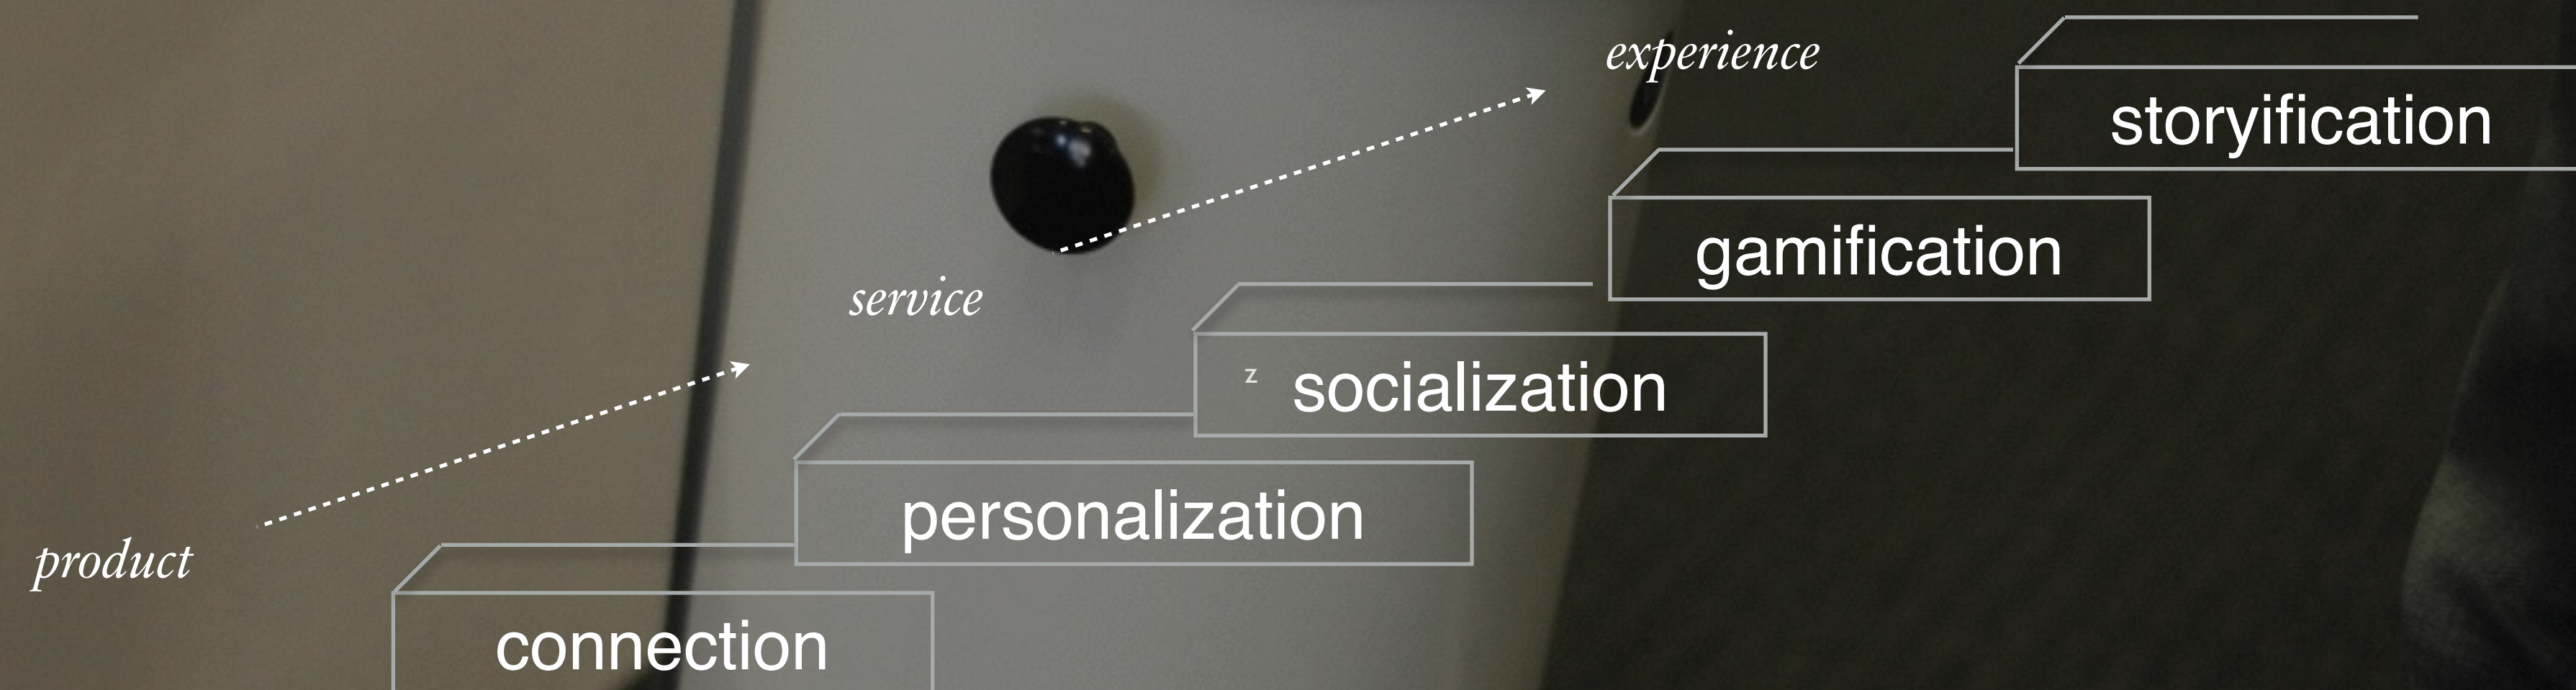 experience
storyification
gamification
service
z socialization
personalization
product
connection